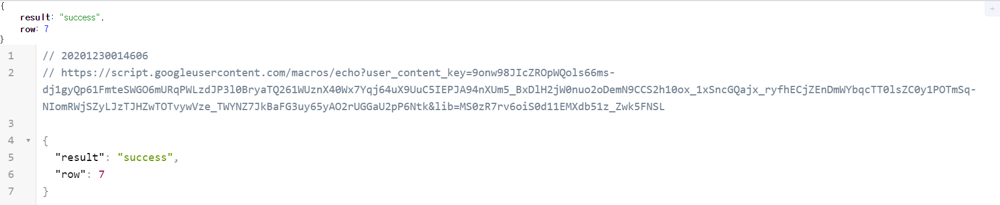 {
result: "success",
row: 7
}
1 // 20201230014606
2 // https://script.googleusercontent.com/macros/echo?user_content_key=9onw98JIcZROpWQols66ms-
dj1gyQp61FmteSWGO6mURqPWLzdJP3l0BryaTQ261WUznX40Wx7Yqj64uX9UuC5IEPJA94nXUm5_BxDlH2jW0nuo2oDemN9CCS2h10ox_1xSncGQajx_ryfhECjZEnDmWYbqcTT0lsZC0y1POTmSq-
NIomRWjSZyLJzTJHZwTOTvywVze_TWYNZ7JkBaFG3uy65yAO2rUGGaU2pP6Ntk&lib=MS0zR7rv6oiS0d11EMXdb51z_Zwk5FNSL
3
4 {
5 "result": "success",
6 "row": 7
7 }